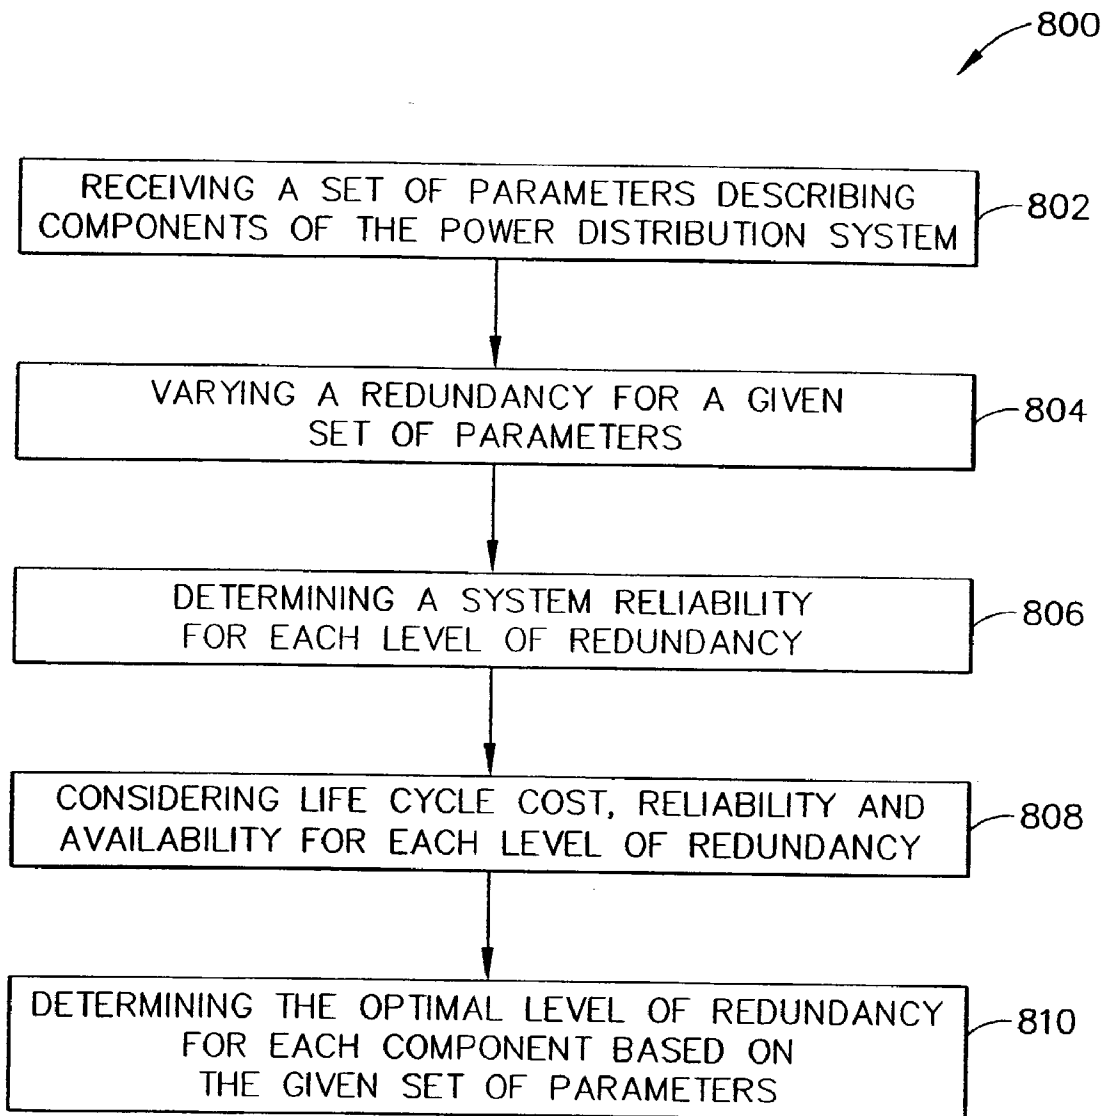 800
RECEIVING A SET OF PARAMETERS DESCRIBING
COMPONENTS OF THE POWER DISTRIBUTION SYSTEM
802
VARYING A REDUNDANCY FOR A GIVEN
SET OF PARAMETERS
804
DETERMINING A SYSTEM RELIABILITY
FOR EACH LEVEL OF REDUNDANCY
806
CONSIDERING LIFE CYCLE COST, RELIABILITY AND
AVAILABILITY FOR EACH LEVEL OF REDUNDANCY
808
DETERMINING THE OPTIMAL LEVEL OF REDUNDANCY
FOR EACH COMPONENT BASED ON
THE GIVEN SET OF PARAMETERS
810